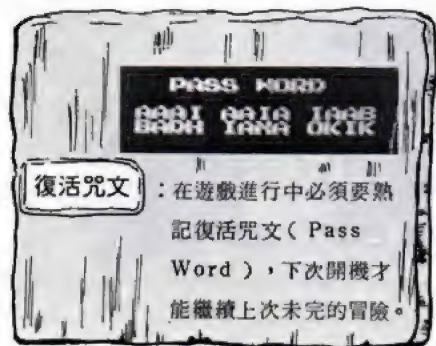 PASS WORD
AAAI AAIA IAAB
BADH IANA OKIK
復活咒文
：在遊戲進行中必須要熟
記復活咒文( Pass
Word )，下次開機才
能繼續上次未完的冒險。